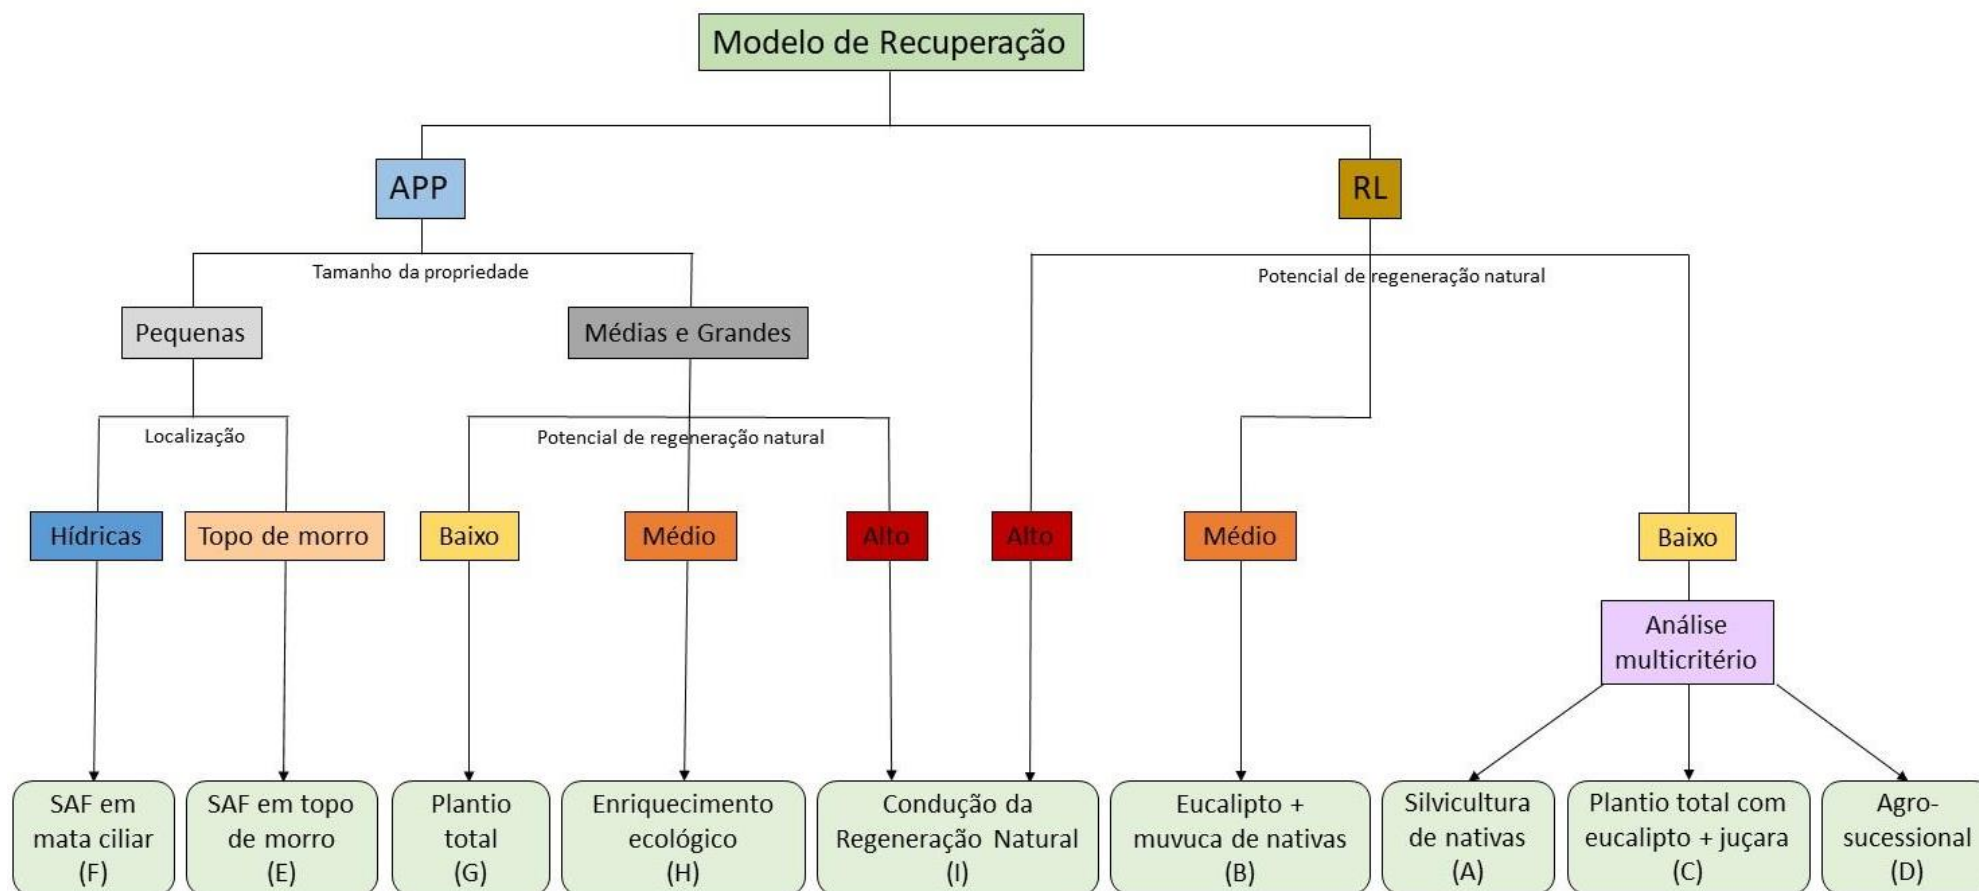 Modelo de Recuperação
APP
RL
Tamanho da propriedade
Potencial de regeneração natural
Pequenas
Médias e Grandes
Localização
Potencial de regeneração natural
Hídricas
Topo de morro
Baixo
Médio
Alto
Alto
Médio
Baixo
Análise
multicritério
SAF em
mata ciliar
(F)
SAF em topo
de morro
(E)
Plantio
total
(G)
Enriquecimento
ecológico
(H)
Condução da
Regeneração Natural
(I)
Eucalipto +
muvuca de nativas
(B)
Silvicultura
de nativas
(A)
Plantio total com
eucalipto + juçara
(C)
Agro-
sucessional
(D)